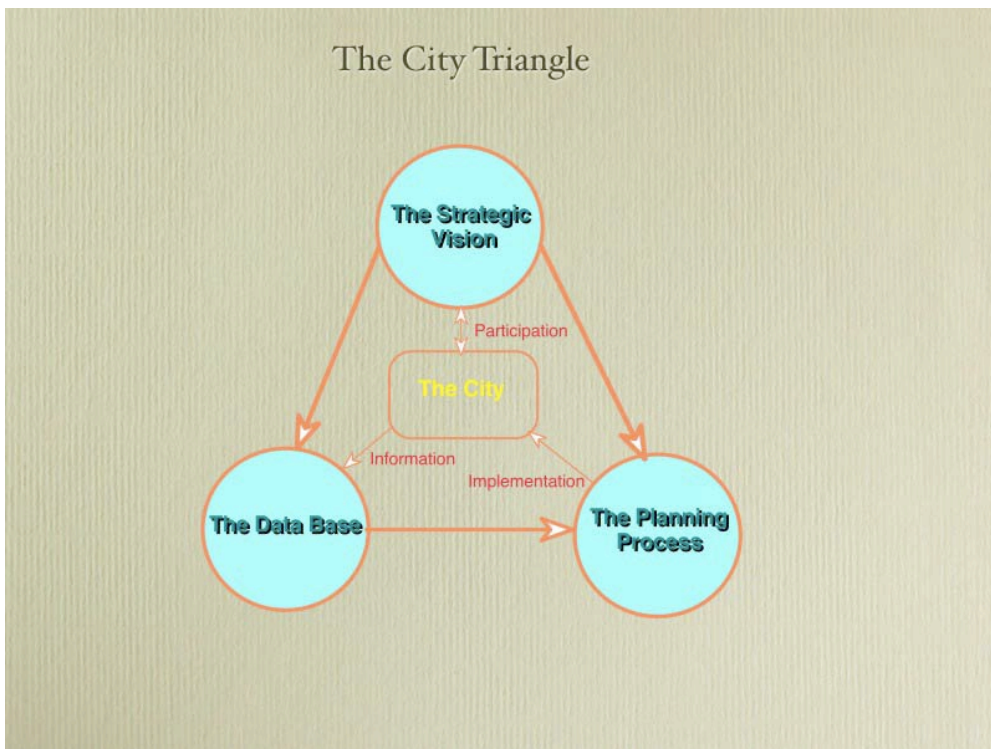 The City Triangle
The Strategic
Vision
Participation
The City
Information
Implementation
The Data Base
The Planning
Process